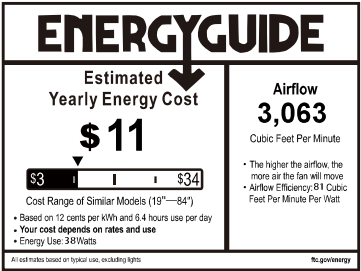 ENERGYGUIDE
Estimated
Yearly Energy Cost
$11
$3 $34
Cost Range of Similar Models (19"—84")
• Based on 12 cents per kWh and 6.4 hours use per day
• Your cost depends on rates and use
• Energy Use: 38Watts
Airflow
3,063
Cubic Feet Per Minute
• The higher the airflow, the
more air the fan will move
• Airflow Efficiency: 81 Cubic
Feet Per Minute Per Watt
All estimates based on typical use, excluding lights
ftc.gov/energy